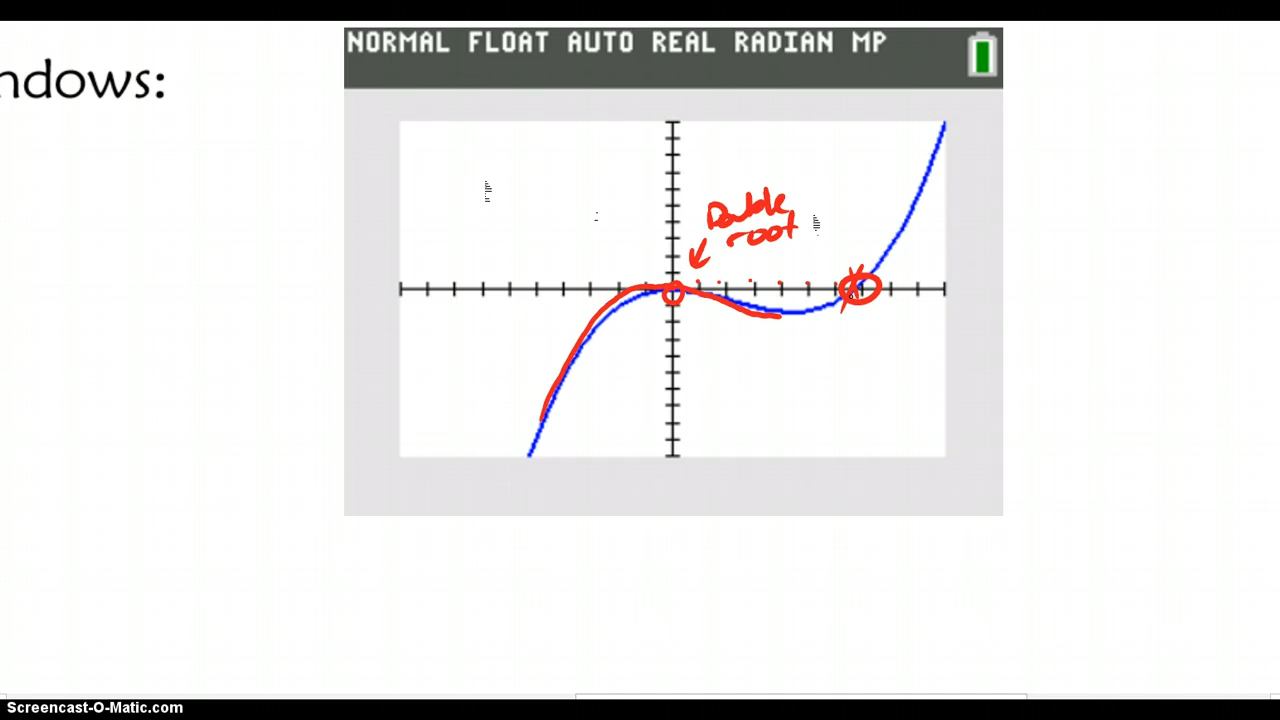 NORMAL FLOAT AUTO REAL RADIAN MP
ndows:
Double
root
Screencast-O-Matic.com